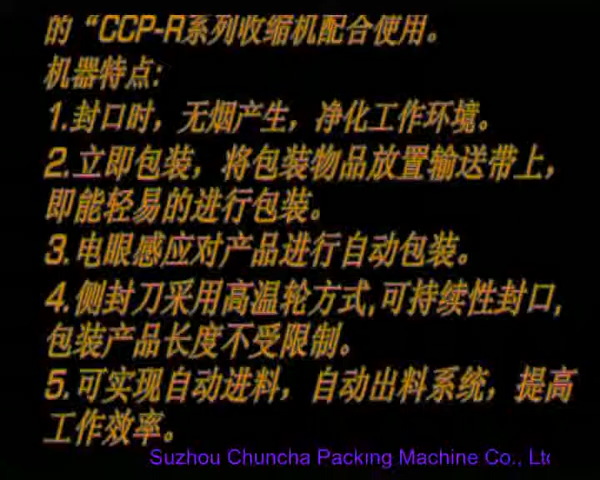 的“CCP-R系列收缩机配合使用。
机器特点:
1.封口时，无烟产生，净化工作环境。
2.立即包装，将包装物品放置输送带上，
即能轻易的进行包装。
3.电眼感应对产品进行自动包装。
4.侧封刀采用高温轮方式,可持续性封口,
包装产品长度不受限制。
5.可实现自动进料，自动出料系统，提高
工作效率。
Suzhou Chuncha Packing Machine Co., Ltd